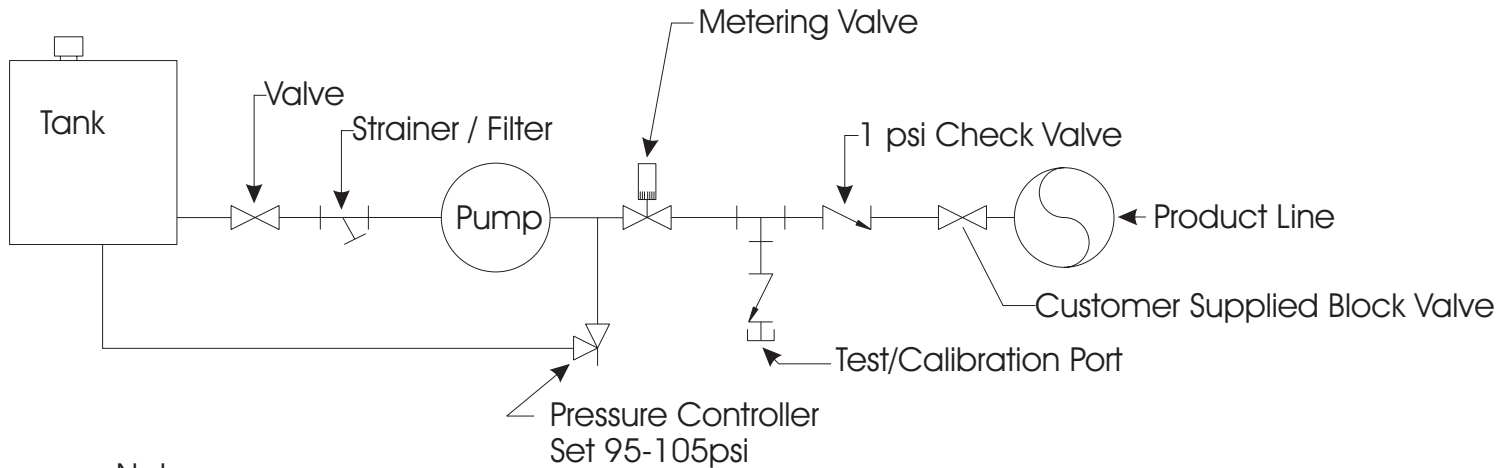 Metering Valve
Valve
Tank
Strainer / Filter
1 psi Check Valve
Pump
Product Line
Customer Supplied Block Valve
Test/Calibration Port
Pressure Controller
Set 95-105psi